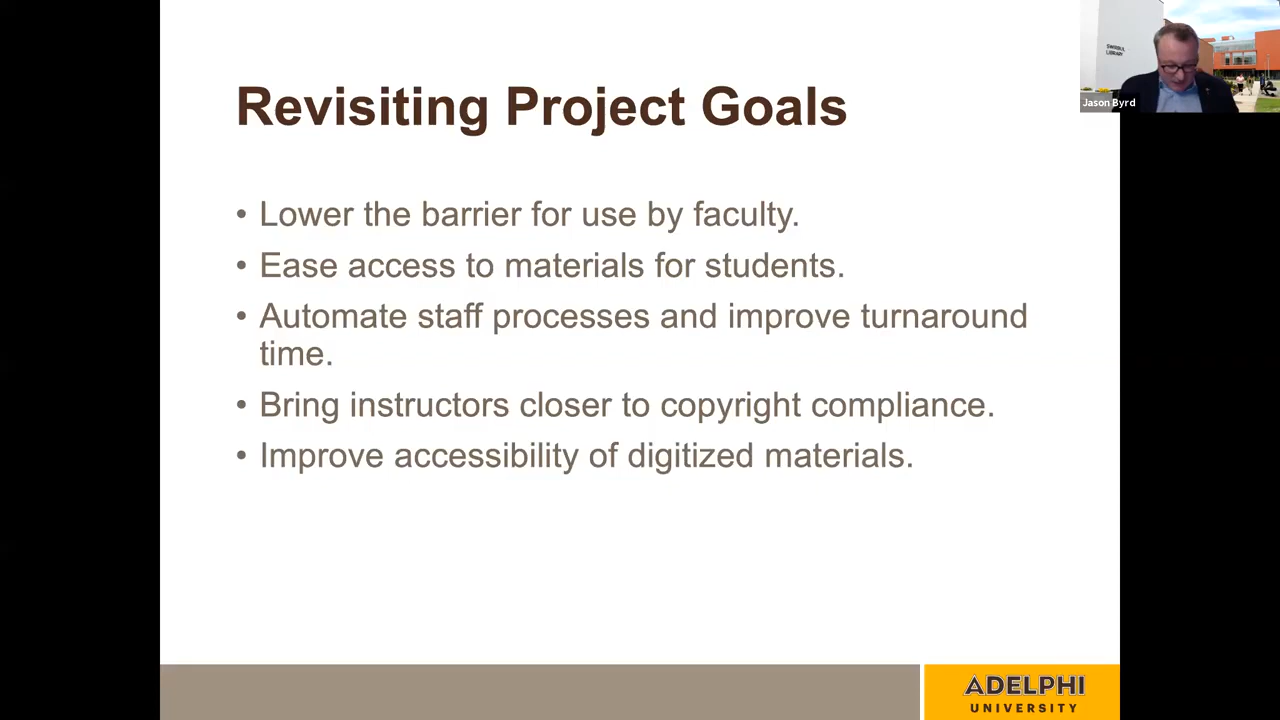 Revisiting Project Goals
• Lower the barrier for use by faculty.
• Ease access to materials for students.
• Automate staff processes and improve turnaround
time.
• Bring instructors closer to copyright compliance.
• Improve accessibility of digitized materials.
SWIRBUL
LIBRARY
Jason Byrd
ADELPHI
UNIVERSITY